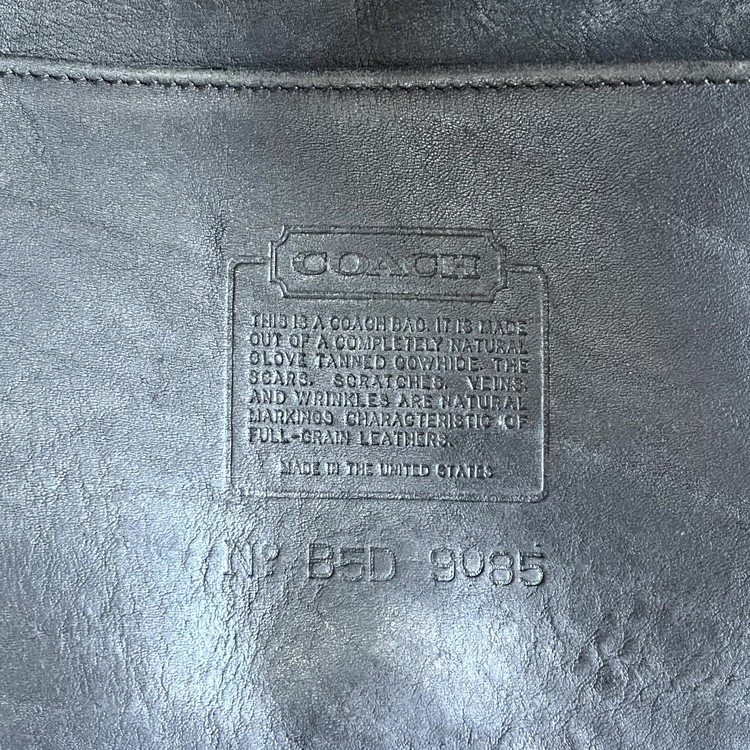 COACH
THIS IS A COACH BAG. IT IS MADE
OUT OF A COMPLETELY NATURAL
GLOVE TANNED COWHIDE. THE
SCARS, SCRATCHES, VEINS,
AND WRINKLES ARE NATURAL
MARKINGS CHARACTERISTIC OF
FULL-GRAIN LEATHERS.
MADE IN THE UNITED STATES
Nº B5D 9085